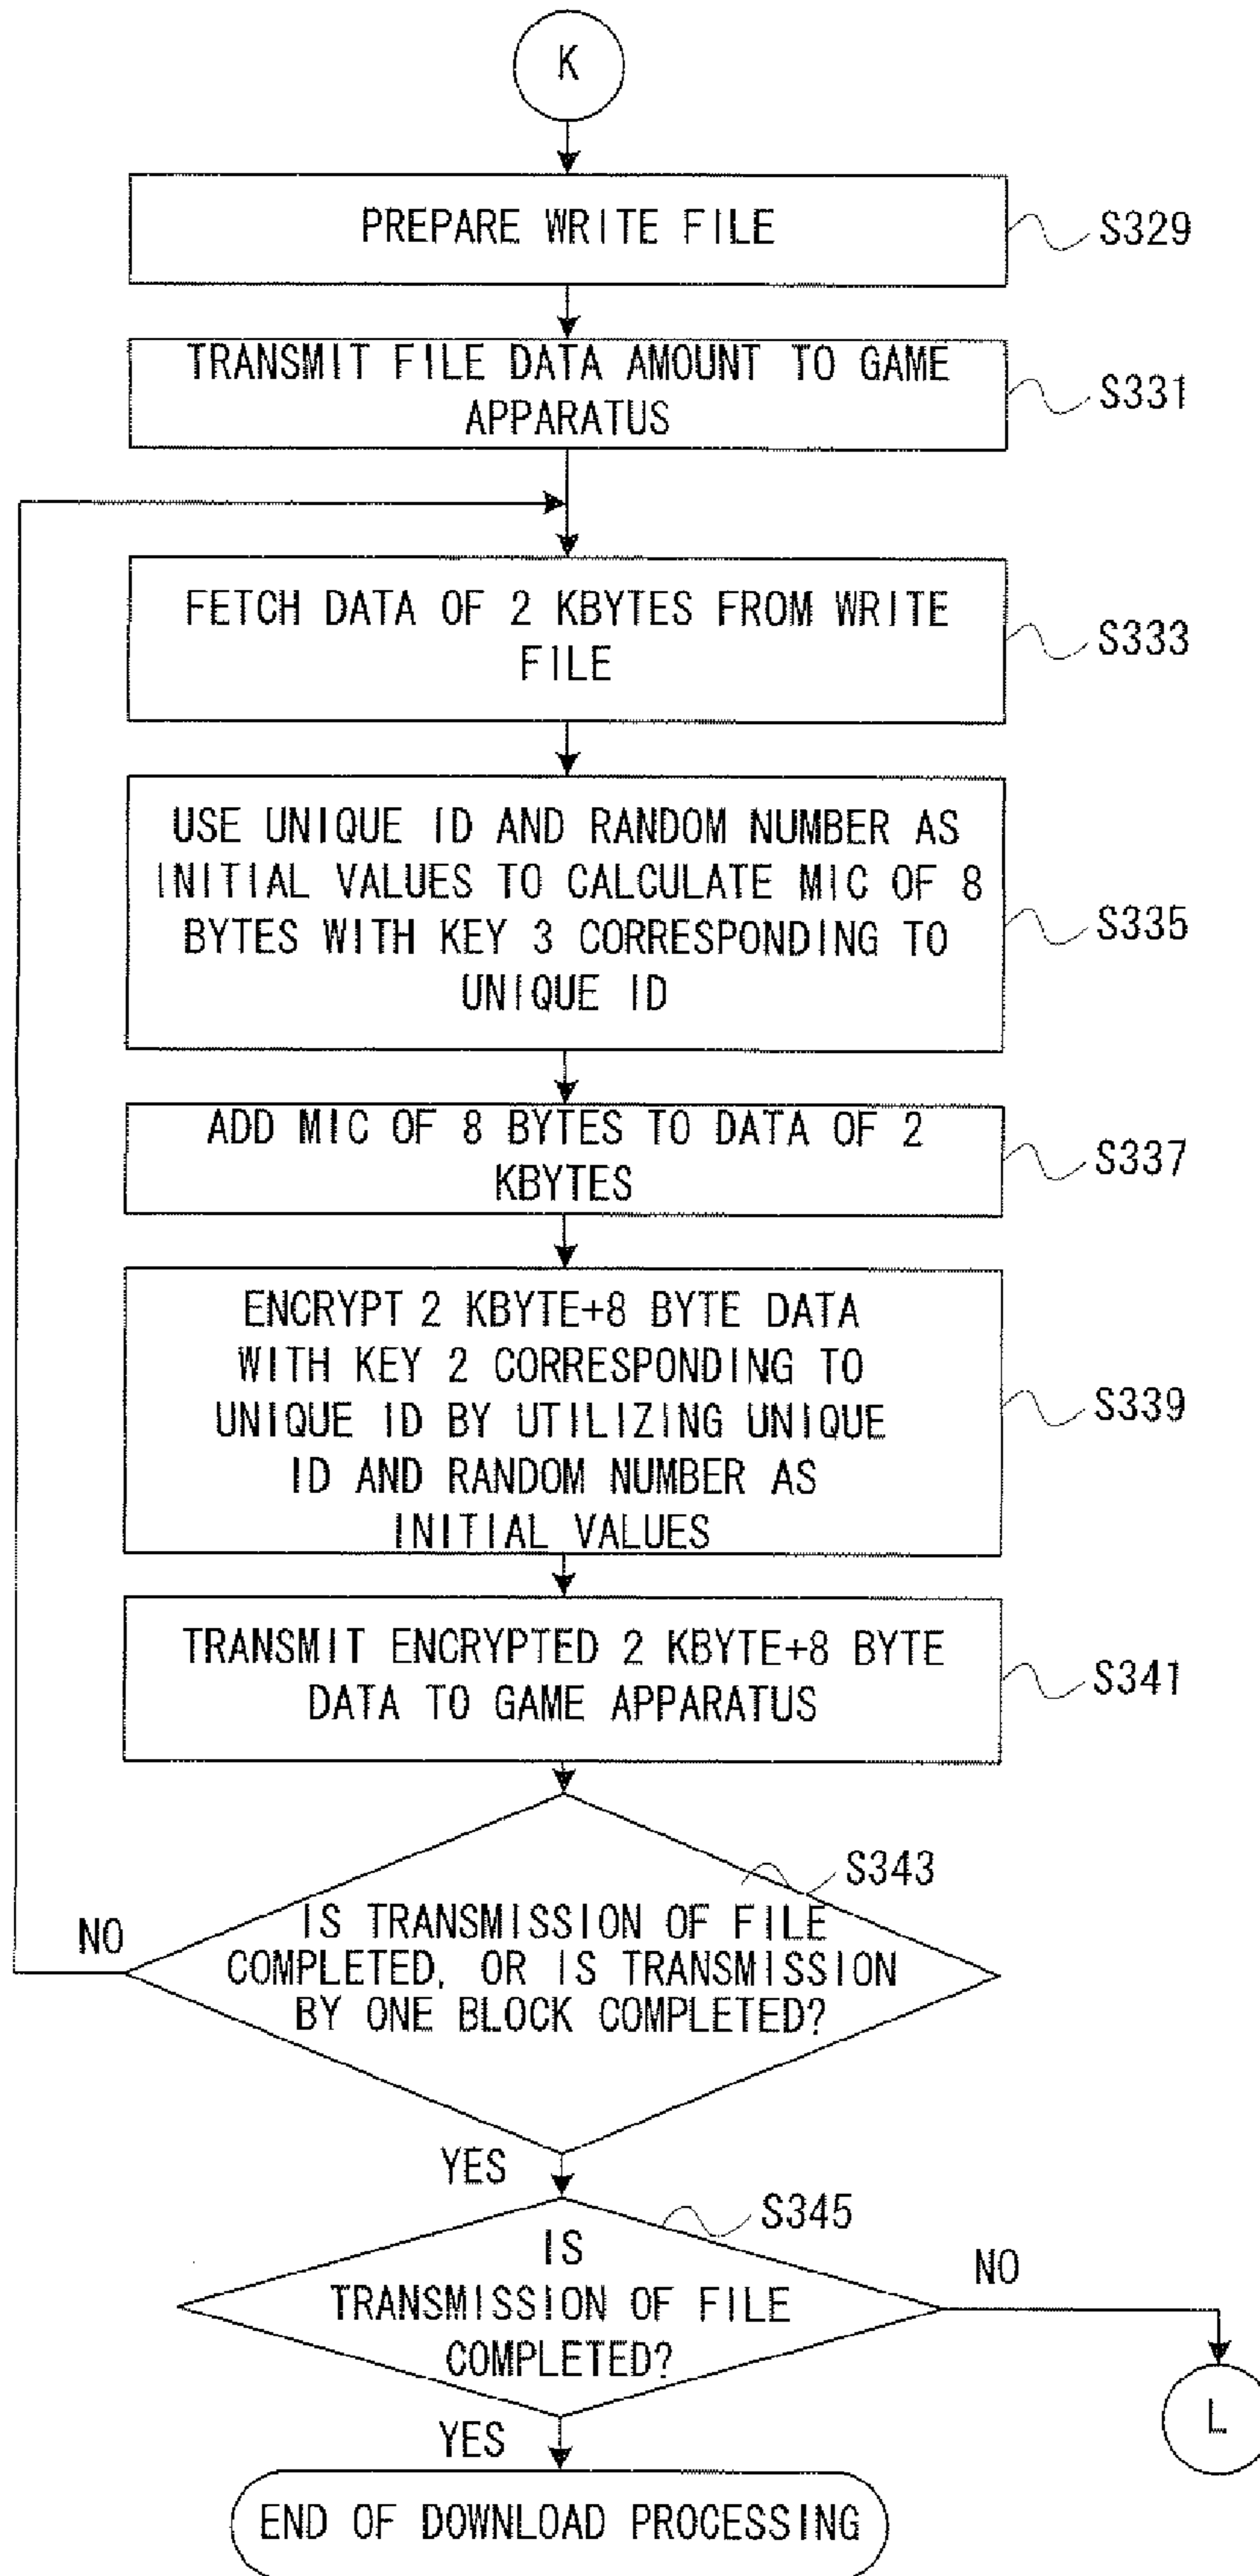 K
PREPARE WRITE FILE
S329
TRANSMIT FILE DATA AMOUNT TO GAME
APPARATUS
S331
FETCH DATA OF 2 KBYTES FROM WRITE
FILE
S333
USE UNIQUE ID AND RANDOM NUMBER AS
INITIAL VALUES TO CALCULATE MIC OF 8
BYTES WITH KEY 3 CORRESPONDING TO
UNIQUE ID
S335
ADD MIC OF 8 BYTES TO DATA OF 2
KBYTES
S337
ENCRYPT 2 KBYTE+8 BYTE DATA
WITH KEY 2 CORRESPONDING TO
UNIQUE ID BY UTILIZING UNIQUE
ID AND RANDOM NUMBER AS
INITIAL VALUES
S339
TRANSMIT ENCRYPTED 2 KBYTE+8 BYTE
DATA TO GAME APPARATUS
S341
S343
IS TRANSMISSION OF FILE
COMPLETED, OR IS TRANSMISSION
BY ONE BLOCK COMPLETED?
NO
YES
S345
IS
TRANSMISSION OF FILE
COMPLETED?
NO
L
YES
END OF DOWNLOAD PROCESSING